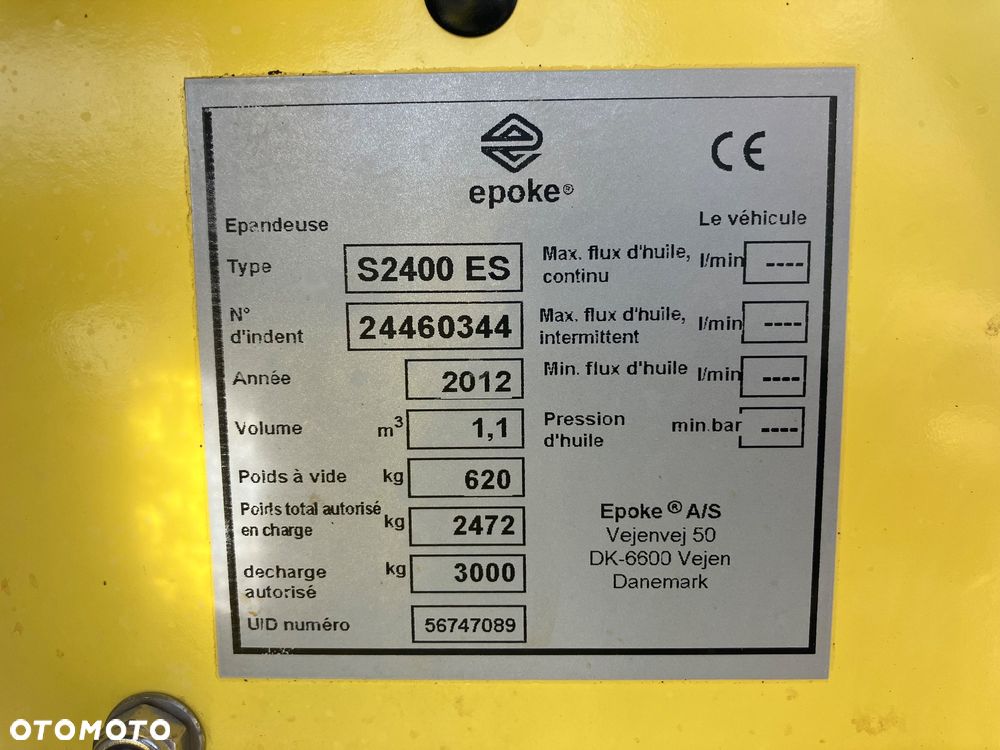 epoke®
CE
Epandeuse
Type S2400 ES
N°
d'indent 24460344
Année 2012
Volume m³ 1,1
Poids à vide kg 620
Poids total autorisé
en charge kg 2472
decharge kg 3000
autorisé
UID numéro 56747089
Le véhicule
Max. flux d'huile, l/min ----
continu
Max. flux d'huile, l/min ----
intermittent
Min. flux d'huile l/min ----
Pression min.bar ----
d'huile
Epoke ® A/S
Vejenvej 50
DK-6600 Vejen
Danemark
OTOMOTO